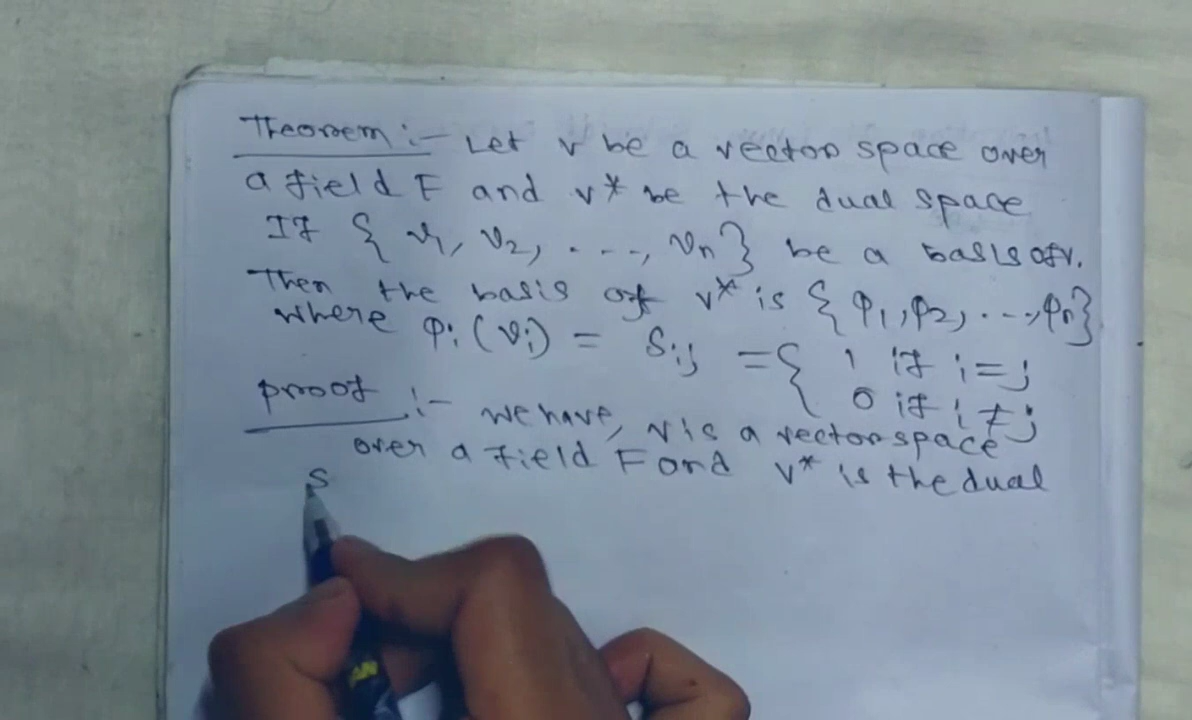 Theorem :- Let V be a vector space over
a field F and V* be the dual space
If { v1, v2, ...., vn} be a basis of V.
Then the basis of V* is { φ1, φ2, ...., φn}
where φi (vi) = δij = { 1 if i = j
0 if i ≠ j
proof :- we have, V is a vector space
over a field F and V* is the dual
s